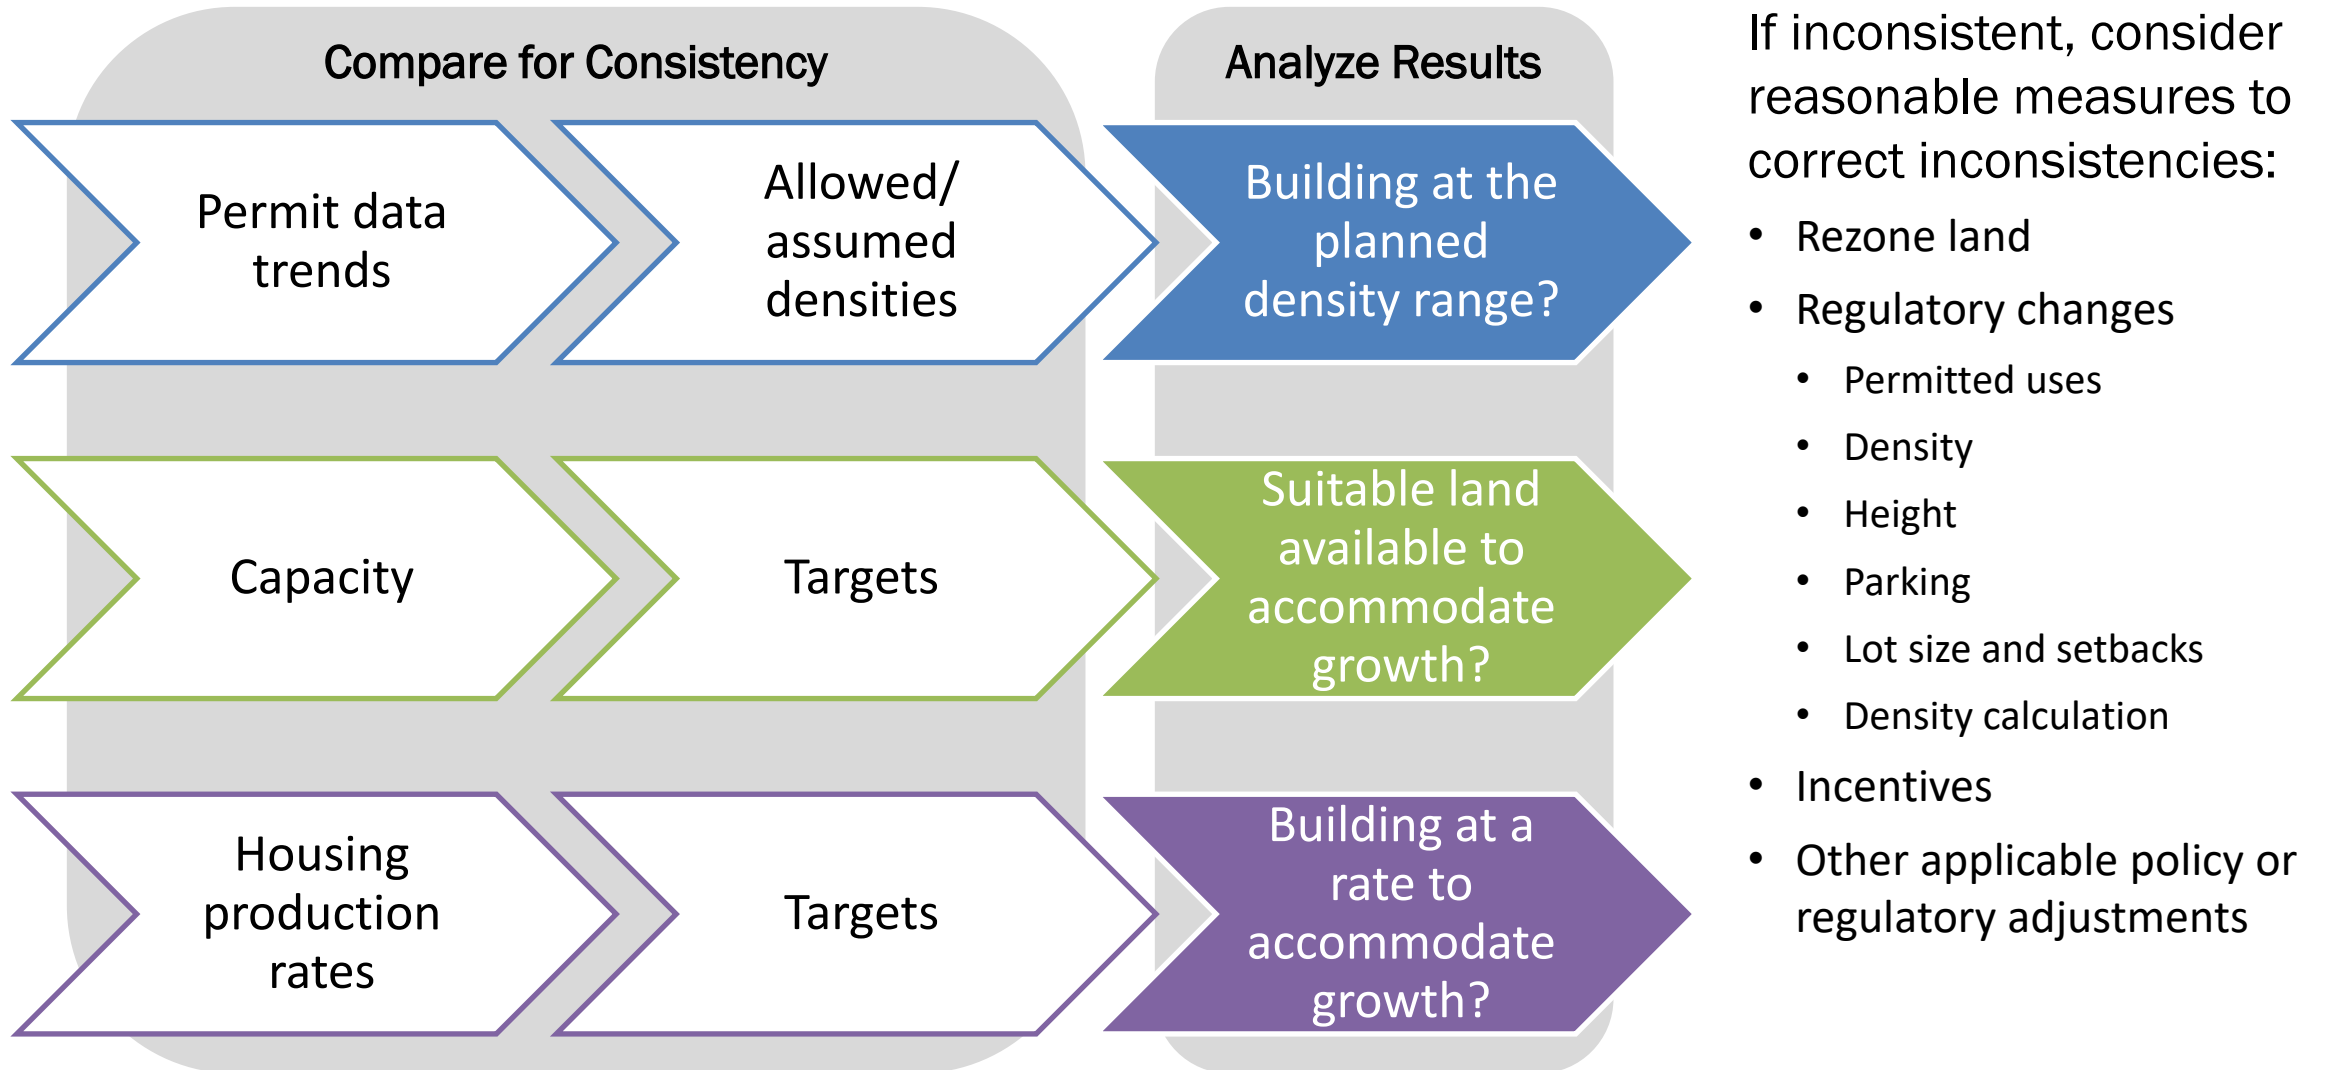 Compare for Consistency
Analyze Results
Permit data
trends
Allowed/
assumed
densities
Building at the
planned
density range?
Capacity
Targets
Suitable land
available to
accommodate
growth?
Housing
production
rates
Targets
Building at a
rate to
accommodate
growth?
If inconsistent, consider
reasonable measures to
correct inconsistencies:
• Rezone land
• Regulatory changes
• Permitted uses
• Density
• Height
• Parking
• Lot size and setbacks
• Density calculation
• Incentives
• Other applicable policy or
regulatory adjustments